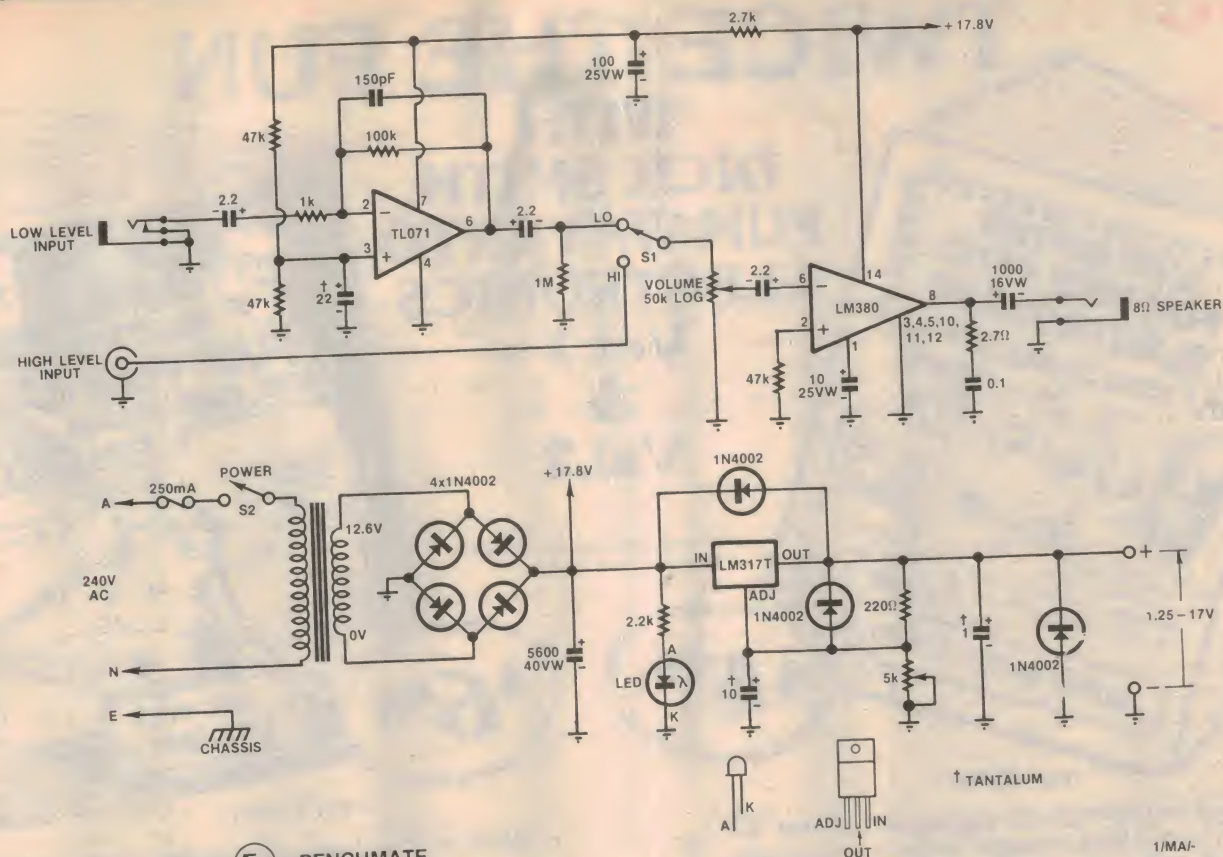 2.7k
+ 17.8V
100
25VW
150pF
47k
100k
2.2
1k
2
7
TL071
6
3
4
2.2
LOW LEVEL
INPUT
47k
† 22
1M
LO
S1
HI
VOLUME
50k LOG
2.2
6
14
LM380
8
2
1
3,4,5,10,
11,12
1000
16VW
8Ω SPEAKER
2.7Ω
0.1
47k
10
25VW
HIGH LEVEL
INPUT
POWER
250mA
A
S2
240V
AC
N
E
CHASSIS
12.6V
0V
4x1N4002
+ 17.8V
5600
40VW
1N4002
IN
LM317T
OUT
ADJ
2.2k
A
LED
λ
K
1N4002
220Ω
† 10
5k
† 1
1N4002
+
1.25–17V
−
A
K
ADJ
IN
OUT
† TANTALUM
BENCHMATE
1/MA/-